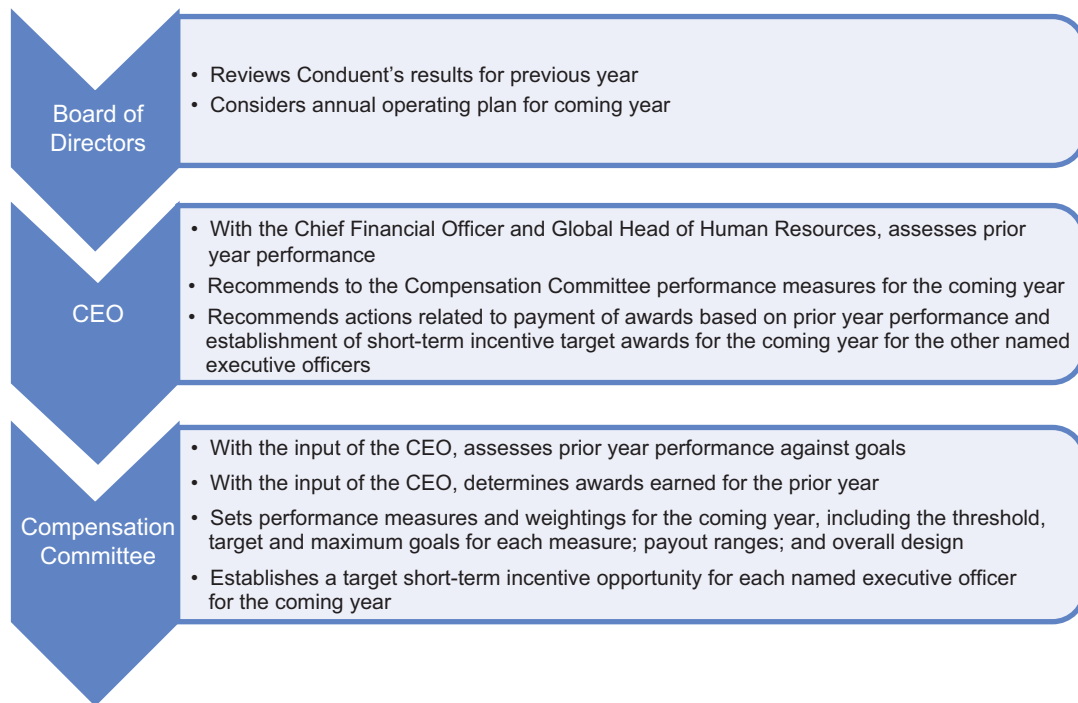 Board of
Directors
• Reviews Conduent's results for previous year
• Considers annual operating plan for coming year
CEO
• With the Chief Financial Officer and Global Head of Human Resources, assesses prior
year performance
• Recommends to the Compensation Committee performance measures for the coming year
• Recommends actions related to payment of awards based on prior year performance and
establishment of short-term incentive target awards for the coming year for the other named
executive officers
Compensation
Committee
• With the input of the CEO, assesses prior year performance against goals
• With the input of the CEO, determines awards earned for the prior year
• Sets performance measures and weightings for the coming year, including the threshold,
target and maximum goals for each measure; payout ranges; and overall design
• Establishes a target short-term incentive opportunity for each named executive officer
for the coming year